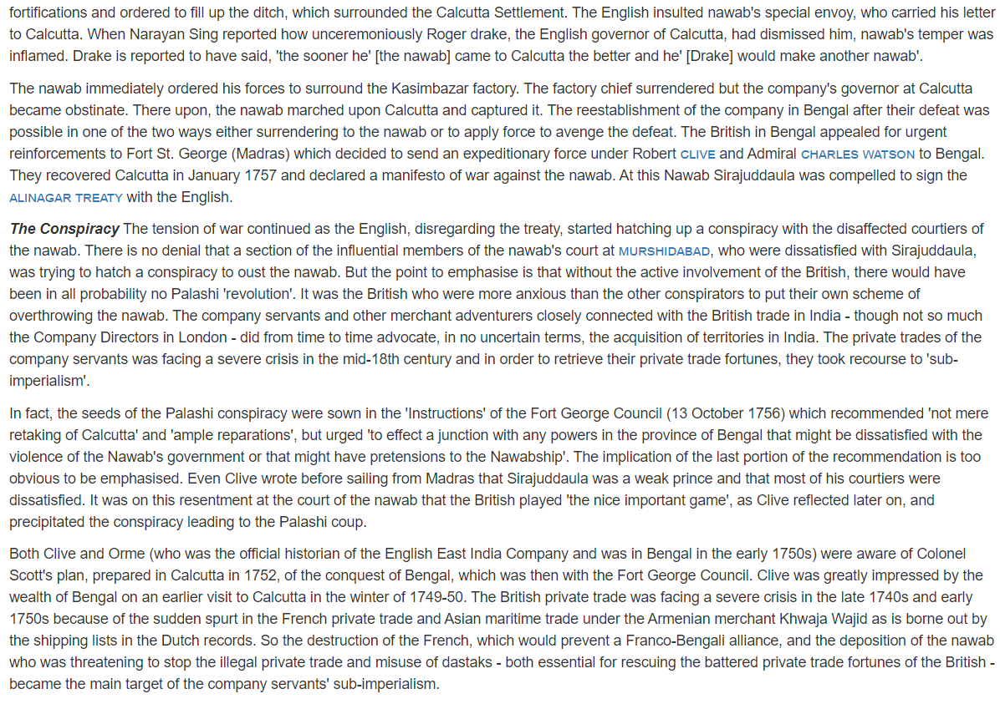 fortifications and ordered to fill up the ditch, which surrounded the Calcutta Settlement. The English insulted nawab's special envoy, who carried his letter
to Calcutta. When Narayan Sing reported how unceremoniously Roger drake, the English governor of Calcutta, had dismissed him, nawab's temper was
inflamed. Drake is reported to have said, 'the sooner he' [the nawab] came to Calcutta the better and he' [Drake] would make another nawab'.
The nawab immediately ordered his forces to surround the Kasimbazar factory. The factory chief surrendered but the company's governor at Calcutta
became obstinate. There upon, the nawab marched upon Calcutta and captured it. The reestablishment of the company in Bengal after their defeat was
possible in one of the two ways either surrendering to the nawab or to apply force to avenge the defeat. The British in Bengal appealed for urgent
reinforcements to Fort St. George (Madras) which decided to send an expeditionary force under Robert CLIVE and Admiral CHARLES WATSON to Bengal.
They recovered Calcutta in January 1757 and declared a manifesto of war against the nawab. At this Nawab Sirajuddaula was compelled to sign the
ALINAGAR TREATY with the English.
The Conspiracy The tension of war continued as the English, disregarding the treaty, started hatching up a conspiracy with the disaffected courtiers of
the nawab. There is no denial that a section of the influential members of the nawab's court at MURSHIDABAD, who were dissatisfied with Sirajuddaula,
was trying to hatch a conspiracy to oust the nawab. But the point to emphasise is that without the active involvement of the British, there would have
been in all probability no Palashi 'revolution'. It was the British who were more anxious than the other conspirators to put their own scheme of
overthrowing the nawab. The company servants and other merchant adventurers closely connected with the British trade in India - though not so much
the Company Directors in London - did from time to time advocate, in no uncertain terms, the acquisition of territories in India. The private trades of the
company servants was facing a severe crisis in the mid-18th century and in order to retrieve their private trade fortunes, they took recourse to 'sub-
imperialism'.
In fact, the seeds of the Palashi conspiracy were sown in the 'Instructions' of the Fort George Council (13 October 1756) which recommended 'not mere
retaking of Calcutta' and 'ample reparations', but urged 'to effect a junction with any powers in the province of Bengal that might be dissatisfied with the
violence of the Nawab's government or that might have pretensions to the Nawabship'. The implication of the last portion of the recommendation is too
obvious to be emphasised. Even Clive wrote before sailing from Madras that Sirajuddaula was a weak prince and that most of his courtiers were
dissatisfied. It was on this resentment at the court of the nawab that the British played 'the nice important game', as Clive reflected later on, and
precipitated the conspiracy leading to the Palashi coup.
Both Clive and Orme (who was the official historian of the English East India Company and was in Bengal in the early 1750s) were aware of Colonel
Scott's plan, prepared in Calcutta in 1752, of the conquest of Bengal, which was then with the Fort George Council. Clive was greatly impressed by the
wealth of Bengal on an earlier visit to Calcutta in the winter of 1749-50. The British private trade was facing a severe crisis in the late 1740s and early
1750s because of the sudden spurt in the French private trade and Asian maritime trade under the Armenian merchant Khwaja Wajid as is borne out by
the shipping lists in the Dutch records. So the destruction of the French, which would prevent a Franco-Bengali alliance, and the deposition of the nawab
who was threatening to stop the illegal private trade and misuse of dastaks - both essential for rescuing the battered private trade fortunes of the British -
became the main target of the company servants' sub-imperialism.